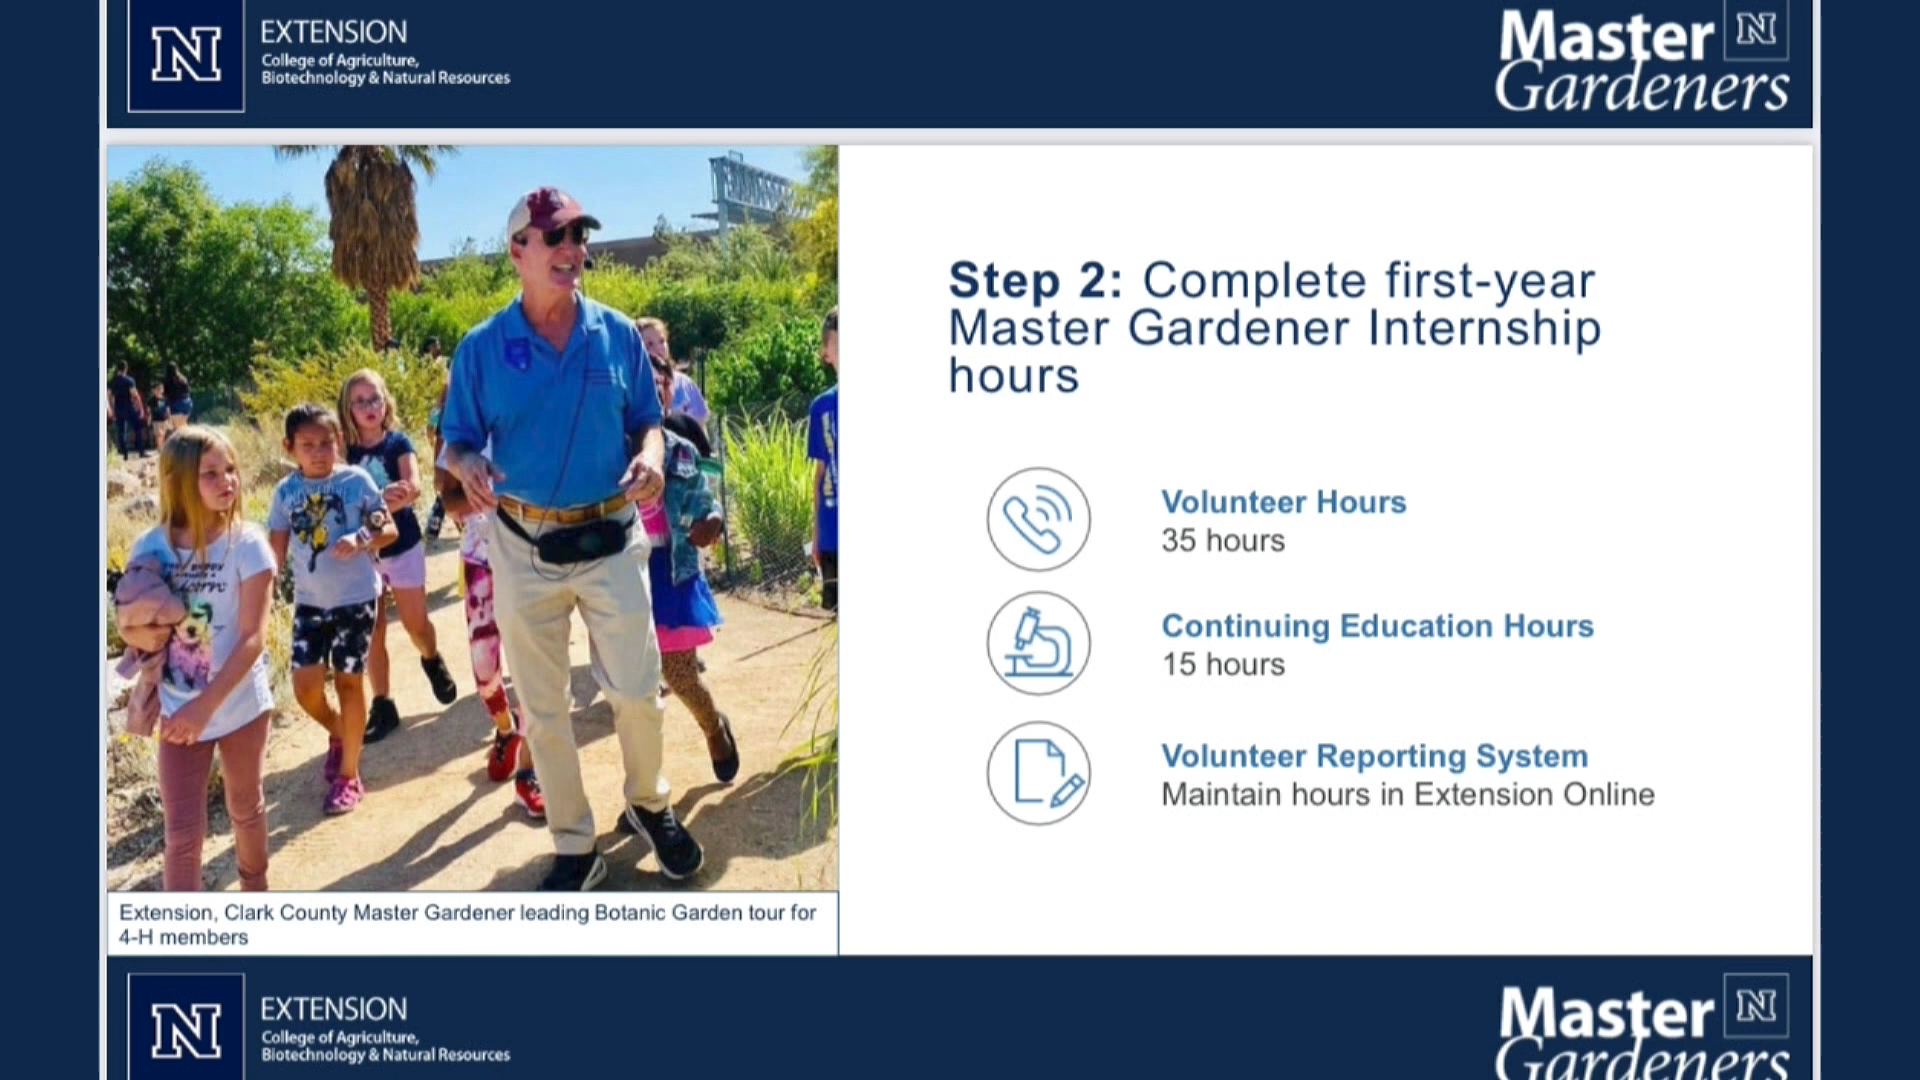 N
EXTENSION
College of Agriculture,
Biotechnology & Natural Resources
Master N
Gardeners
Step 2: Complete first-year
Master Gardener Internship
hours
Volunteer Hours
35 hours
Continuing Education Hours
15 hours
Volunteer Reporting System
Maintain hours in Extension Online
Extension, Clark County Master Gardener leading Botanic Garden tour for
4-H members
N
EXTENSION
College of Agriculture,
Biotechnology & Natural Resources
Master N
Gardeners